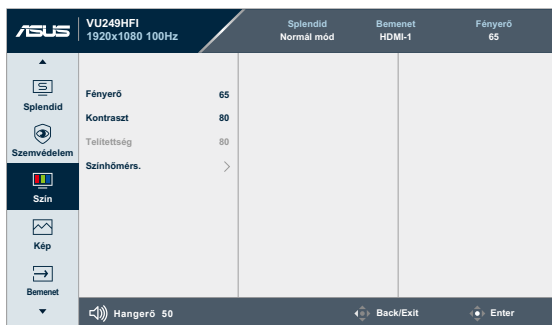 ASUS
VU249HFI
1920x1080 100Hz
Splendid
Normál mód
Bemenet
HDMI-1
Fényerő
65
Splendid
Szemvédelem
Szín
Kép
Bemenet
Fényerő 65
Kontraszt 80
Telítettség 80
Színhőmérs.
Hangerő 50
Back/Exit
Enter